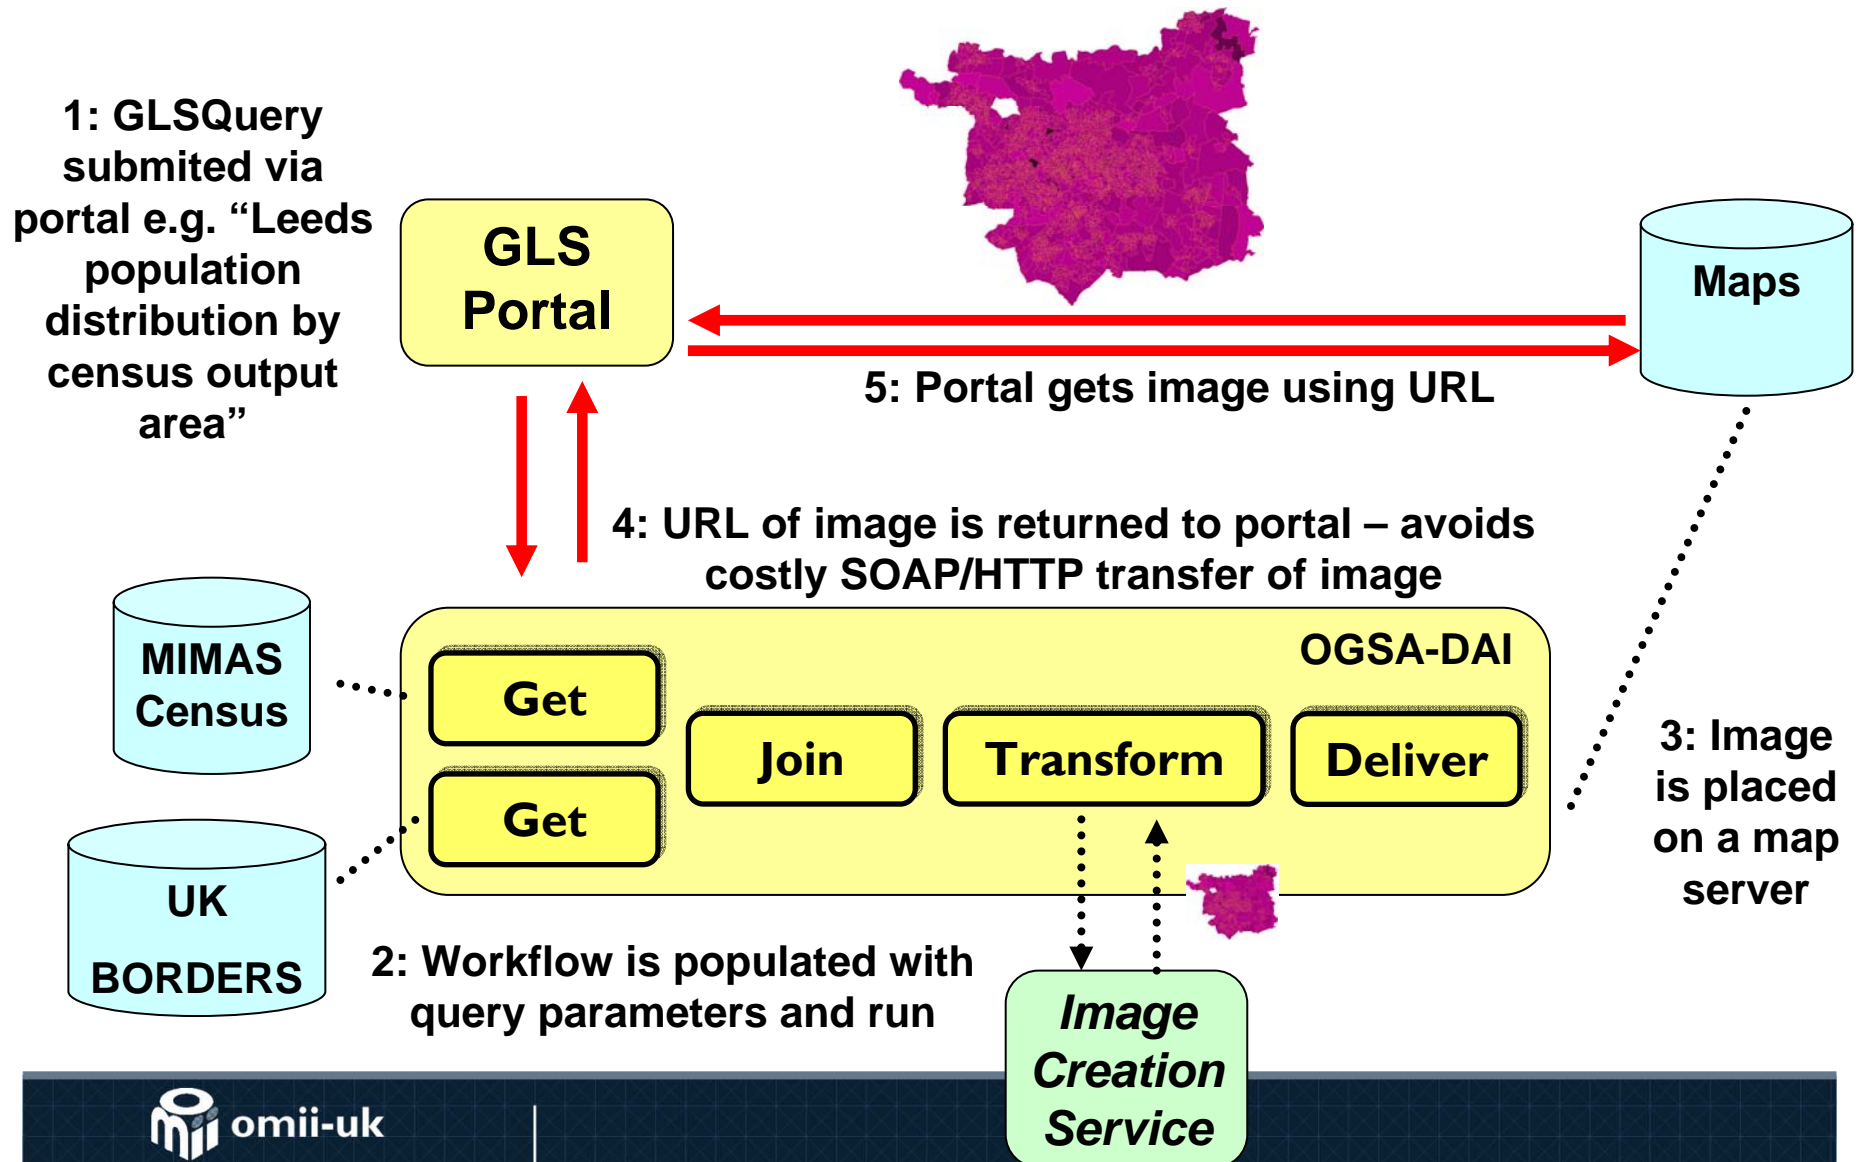 1: GLSQuery
submited via
portal e.g. “Leeds
population
distribution by
census output
area”
GLS
Portal
Maps
5: Portal gets image using URL
4: URL of image is returned to portal – avoids
costly SOAP/HTTP transfer of image
MIMAS
Census
UK
BORDERS
OGSA-DAI
Get
Get
Join
Transform
Deliver
3: Image
is placed
on a map
server
2: Workflow is populated with
query parameters and run
Image
Creation
Service
omii-uk